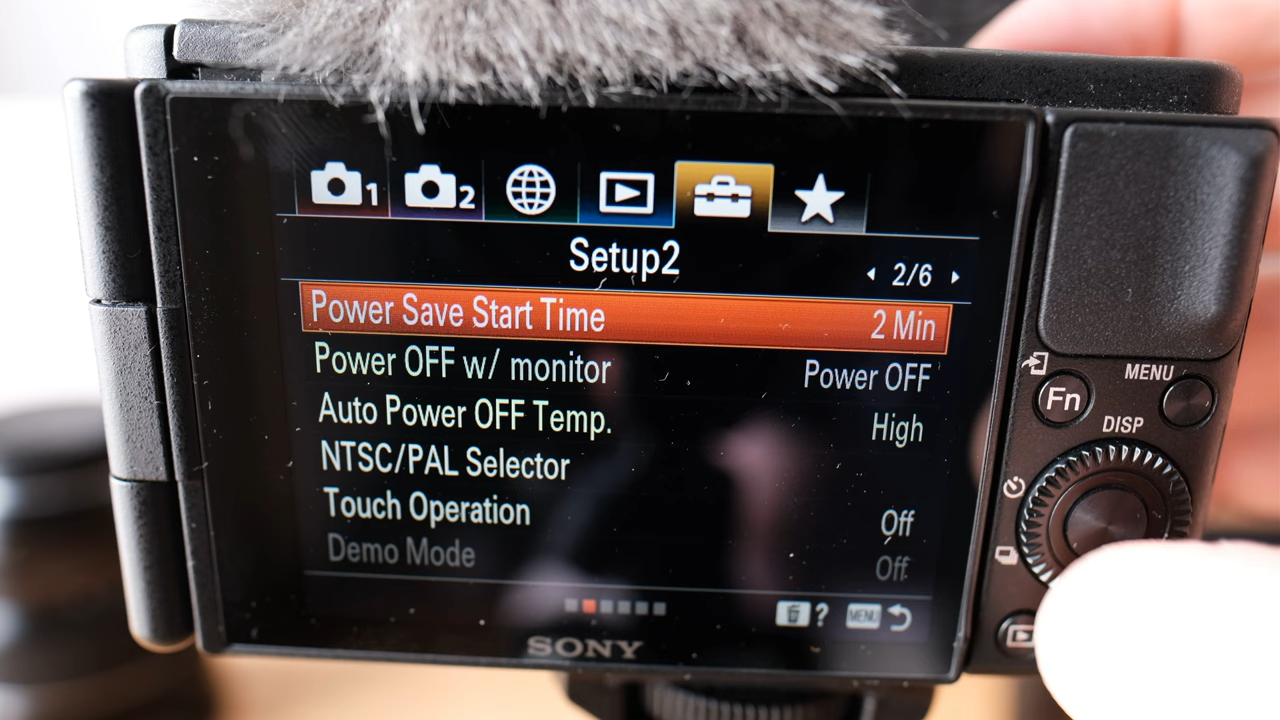 1
2
Setup2
2/6
Power Save Start Time 2 Min
Power OFF w/ monitor Power OFF
Auto Power OFF Temp. High
NTSC/PAL Selector
Touch Operation Off
Demo Mode Off
? MENU
SONY
MENU
Fn
DISP